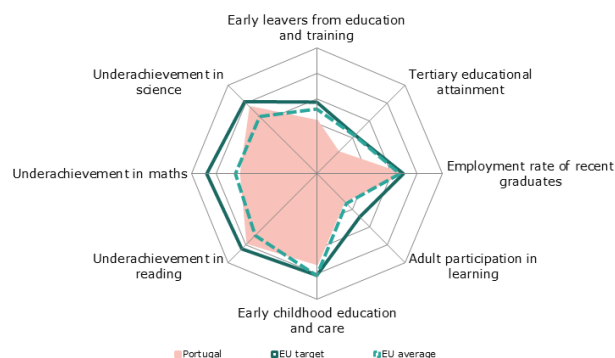 Early leavers from education
and training
Underachievement in
science
Tertiary educational
attainment
Underachievement in maths
Employment rate of recent
graduates
Underachievement in
reading
Adult participation in
learning
Early childhood education
and care
Portugal
EU target
EU average